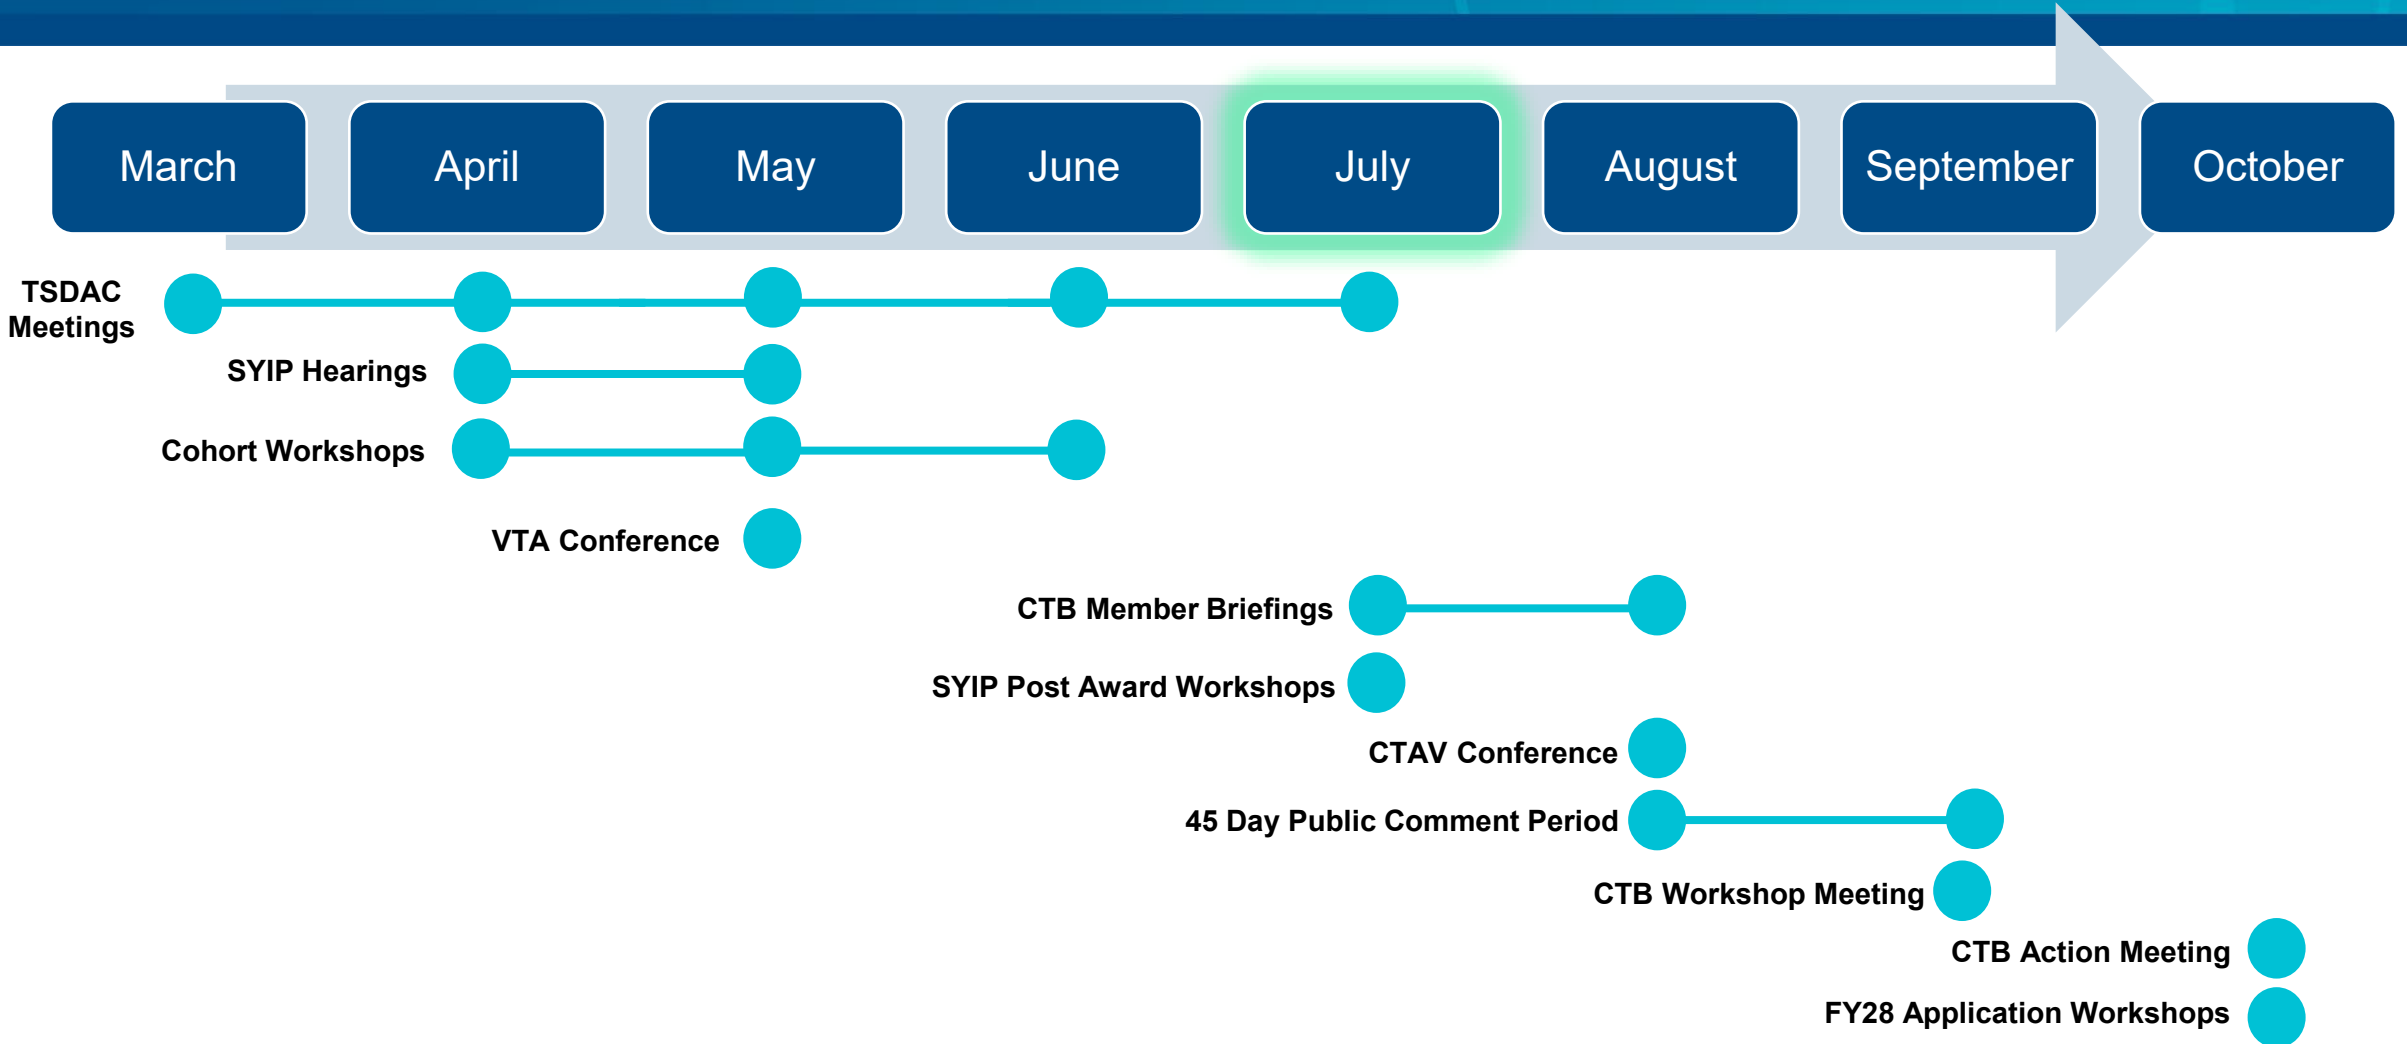 March
April
May
June
July
August
September
October
TSDAC
Meetings
SYIP Hearings
Cohort Workshops
VTA Conference
CTB Member Briefings
SYIP Post Award Workshops
CTAV Conference
45 Day Public Comment Period
CTB Workshop Meeting
CTB Action Meeting
FY28 Application Workshops